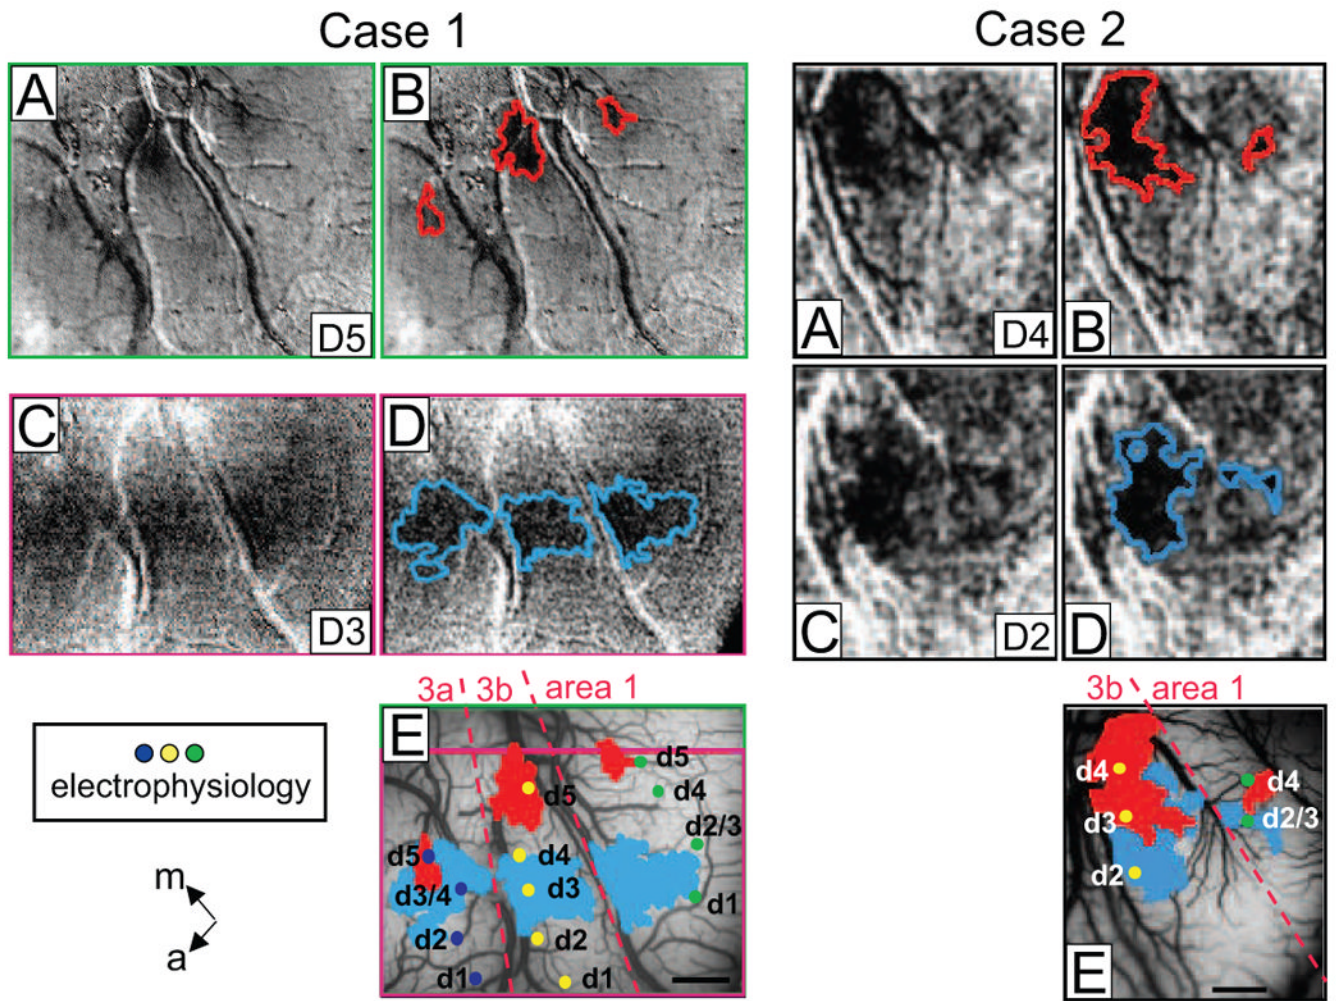 Case 1
Case 2
A
D5
B
A
D4
B
C
D3
D
C
D2
D
3a 3b area 1
3b area 1
E
d5
d5
d4
d2/3
d5
d4
d3/4
d3
d1
d2
d2
d1
d1
electrophysiology
m
a
d4
d4
d3
d2/3
d2
E